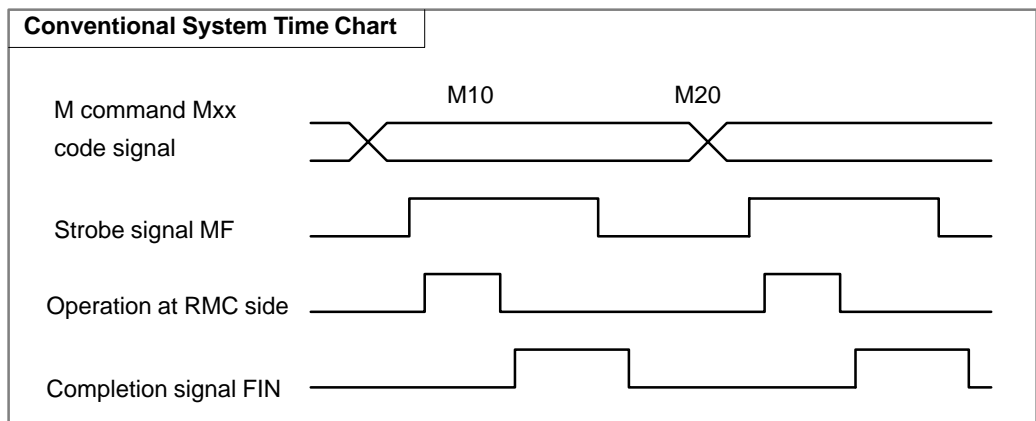 Conventional System Time Chart
M10 M20
M command Mxx
code signal
Strobe signal MF
Operation at RMC side
Completion signal FIN